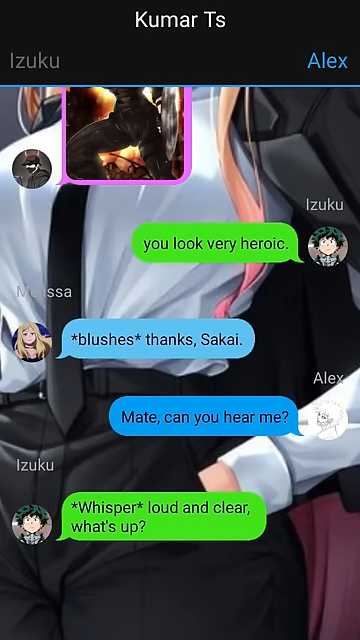 Kumar Ts
Izuku
Alex
Izuku
you look very heroic.
Melissa
*blushes* thanks, Sakai.
Alex
Mate, can you hear me?
Izuku
*Whisper* loud and clear,
what's up?